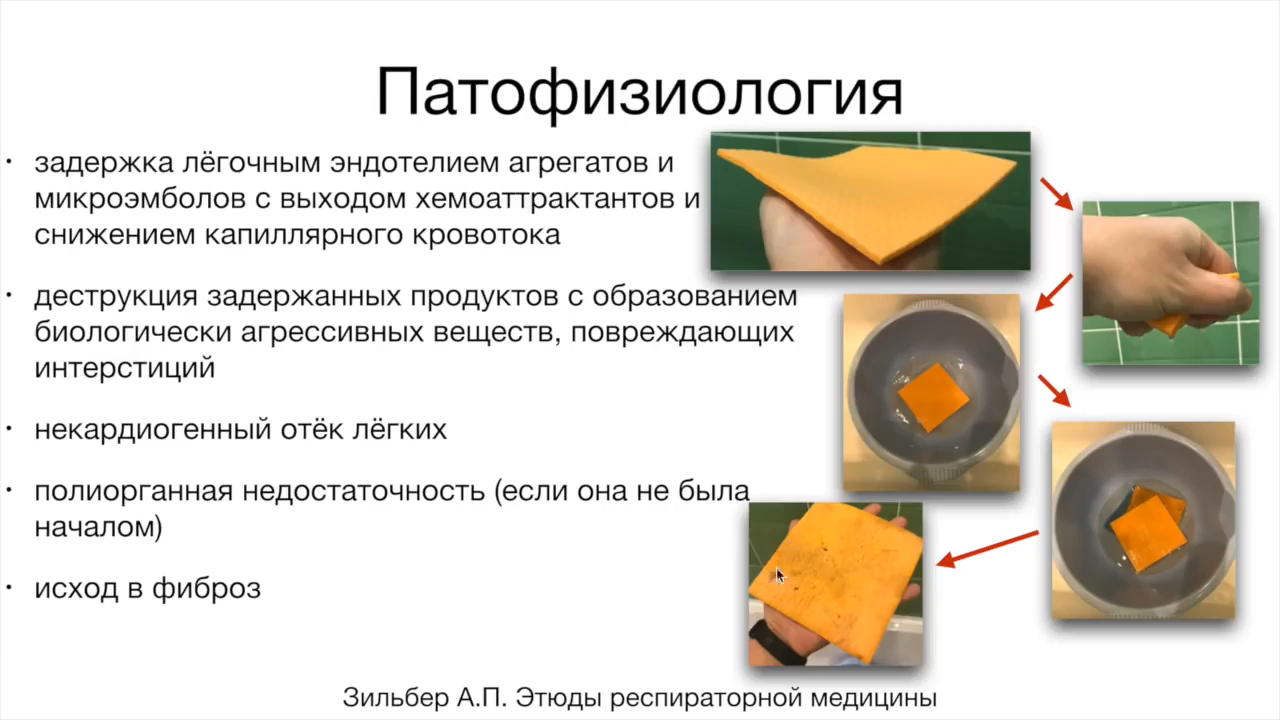 Патофизиология
• задержка лёгочным эндотелием агрегатов и
микроэмболов с выходом хемоаттрактантов и
снижением капиллярного кровотока
• деструкция задержанных продуктов с образованием
биологически агрессивных веществ, повреждающих
интерстиций
• некардиогенный отёк лёгких
• полиорганная недостаточность (если она не была
началом)
• исход в фиброз
Зильбер А.П. Этюды респираторной медицины